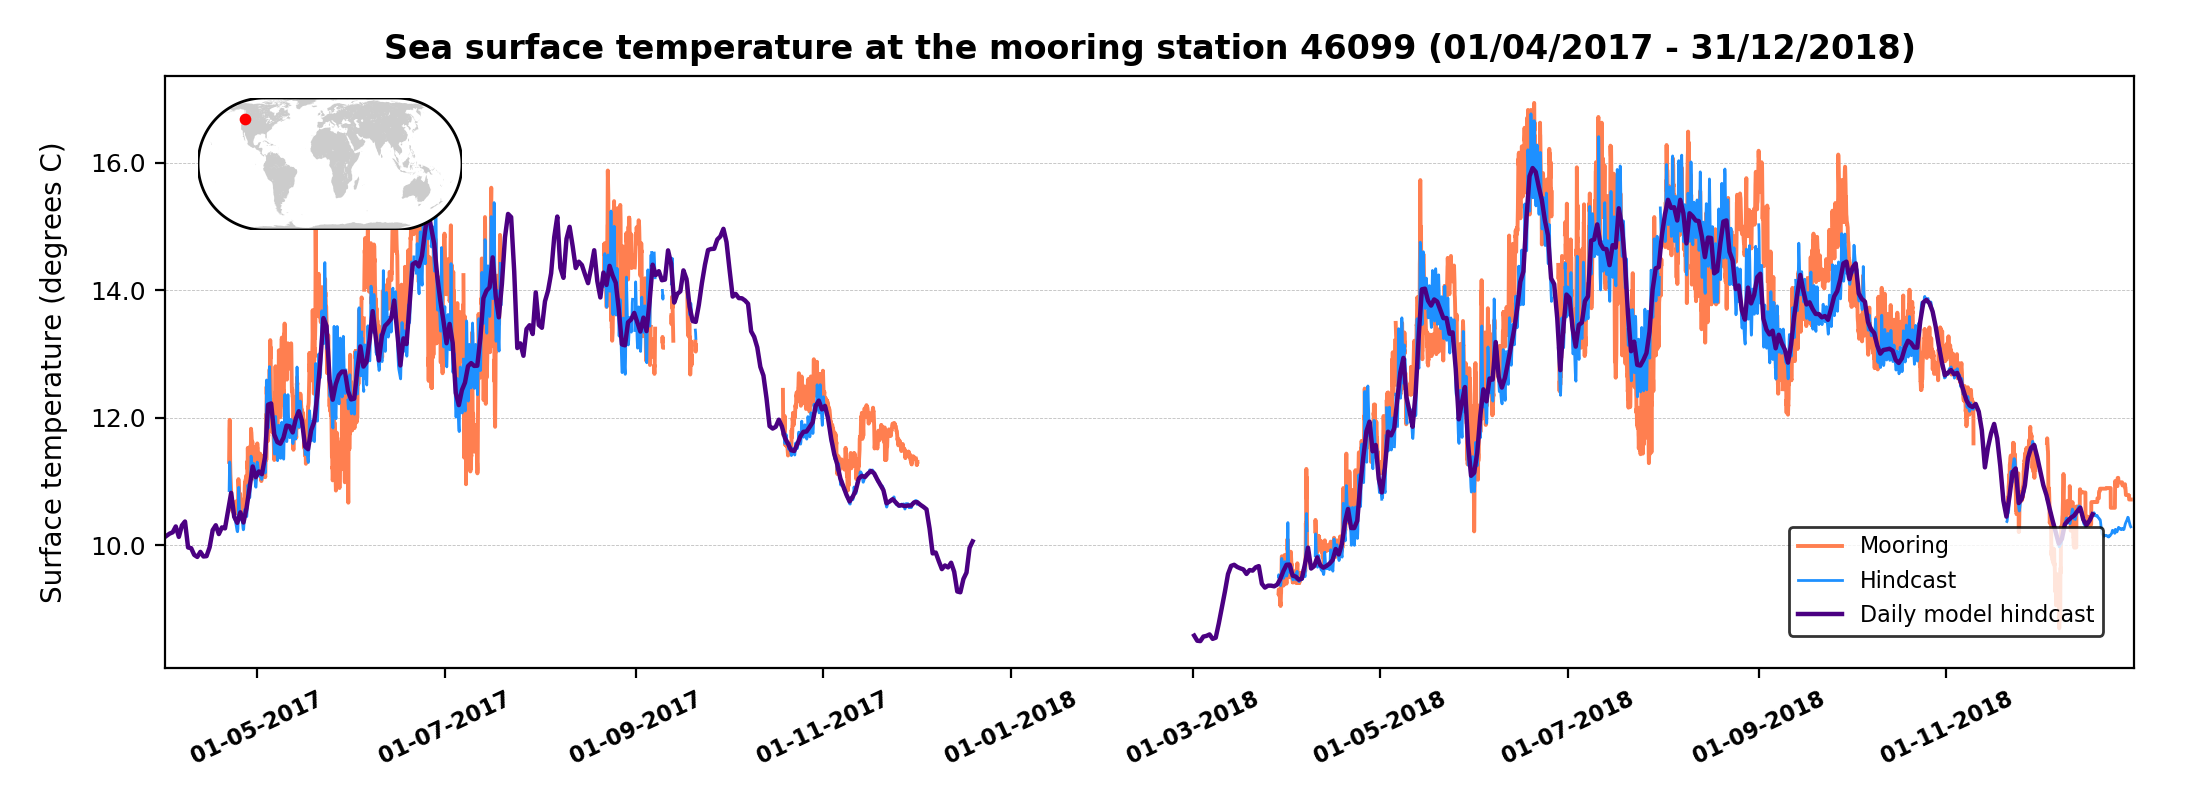 Sea surface temperature at the mooring station 46099 (01/04/2017 - 31/12/2018)
Surface temperature (degrees C)
16.0
14.0
12.0
10.0
Mooring
Hindcast
Daily model hindcast
01-05-2017
01-07-2017
01-09-2017
01-11-2017
01-01-2018
01-03-2018
01-05-2018
01-07-2018
01-09-2018
01-11-2018